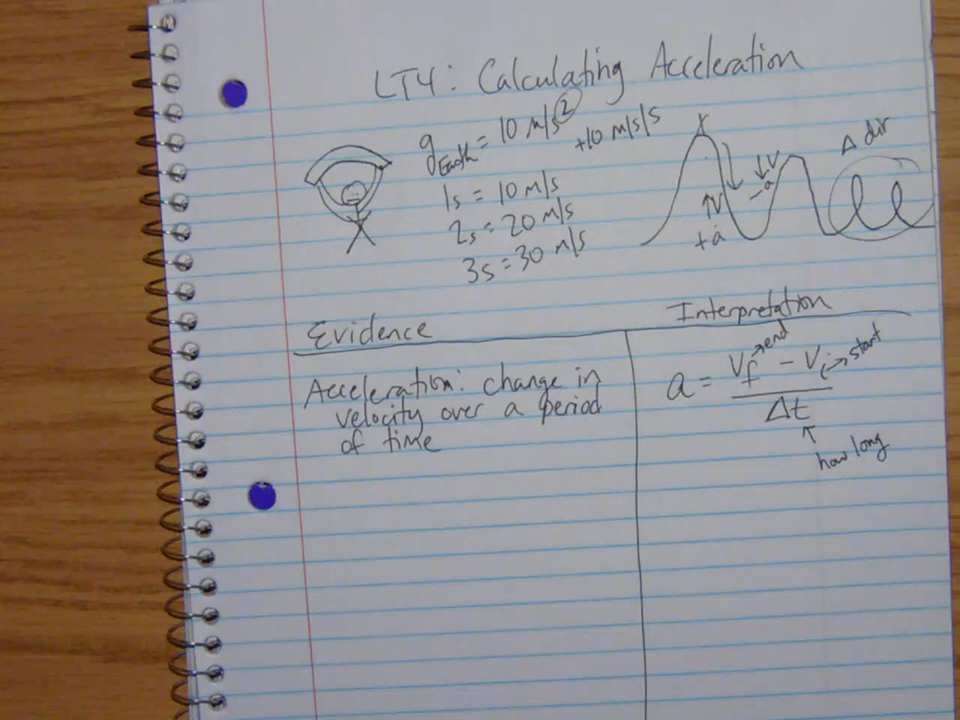 LT4: Calculating Acceleration
gEarth = 10 m/s²
+10 m/s/s
1s = 10 m/s
2s = 20 m/s
3s = 30 m/s
↑V
+a
↓V
-a
Δ dir
Evidence
Interpretation
Acceleration: change in
velocity over a period
of time
a = Vf - Vi
Δt
→ end
→ start
↑
how long